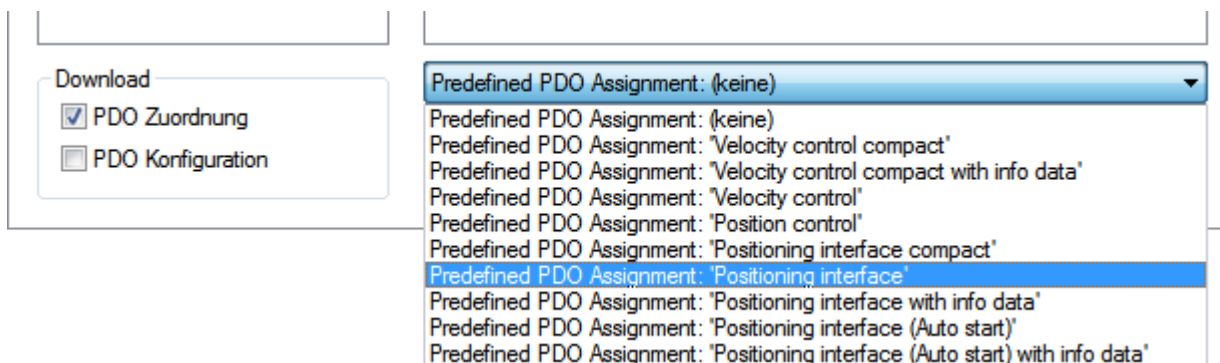 Download
PDO Zuordnung
PDO Konfiguration
Predefined PDO Assignment: (keine)
Predefined PDO Assignment: (keine)
Predefined PDO Assignment: 'Velocity control compact'
Predefined PDO Assignment: 'Velocity control compact with info data'
Predefined PDO Assignment: 'Velocity control'
Predefined PDO Assignment: 'Position control'
Predefined PDO Assignment: 'Positioning interface compact'
Predefined PDO Assignment: 'Positioning interface'
Predefined PDO Assignment: 'Positioning interface with info data'
Predefined PDO Assignment: 'Positioning interface (Auto start)'
Predefined PDO Assignment: 'Positioning interface (Auto start) with info data'